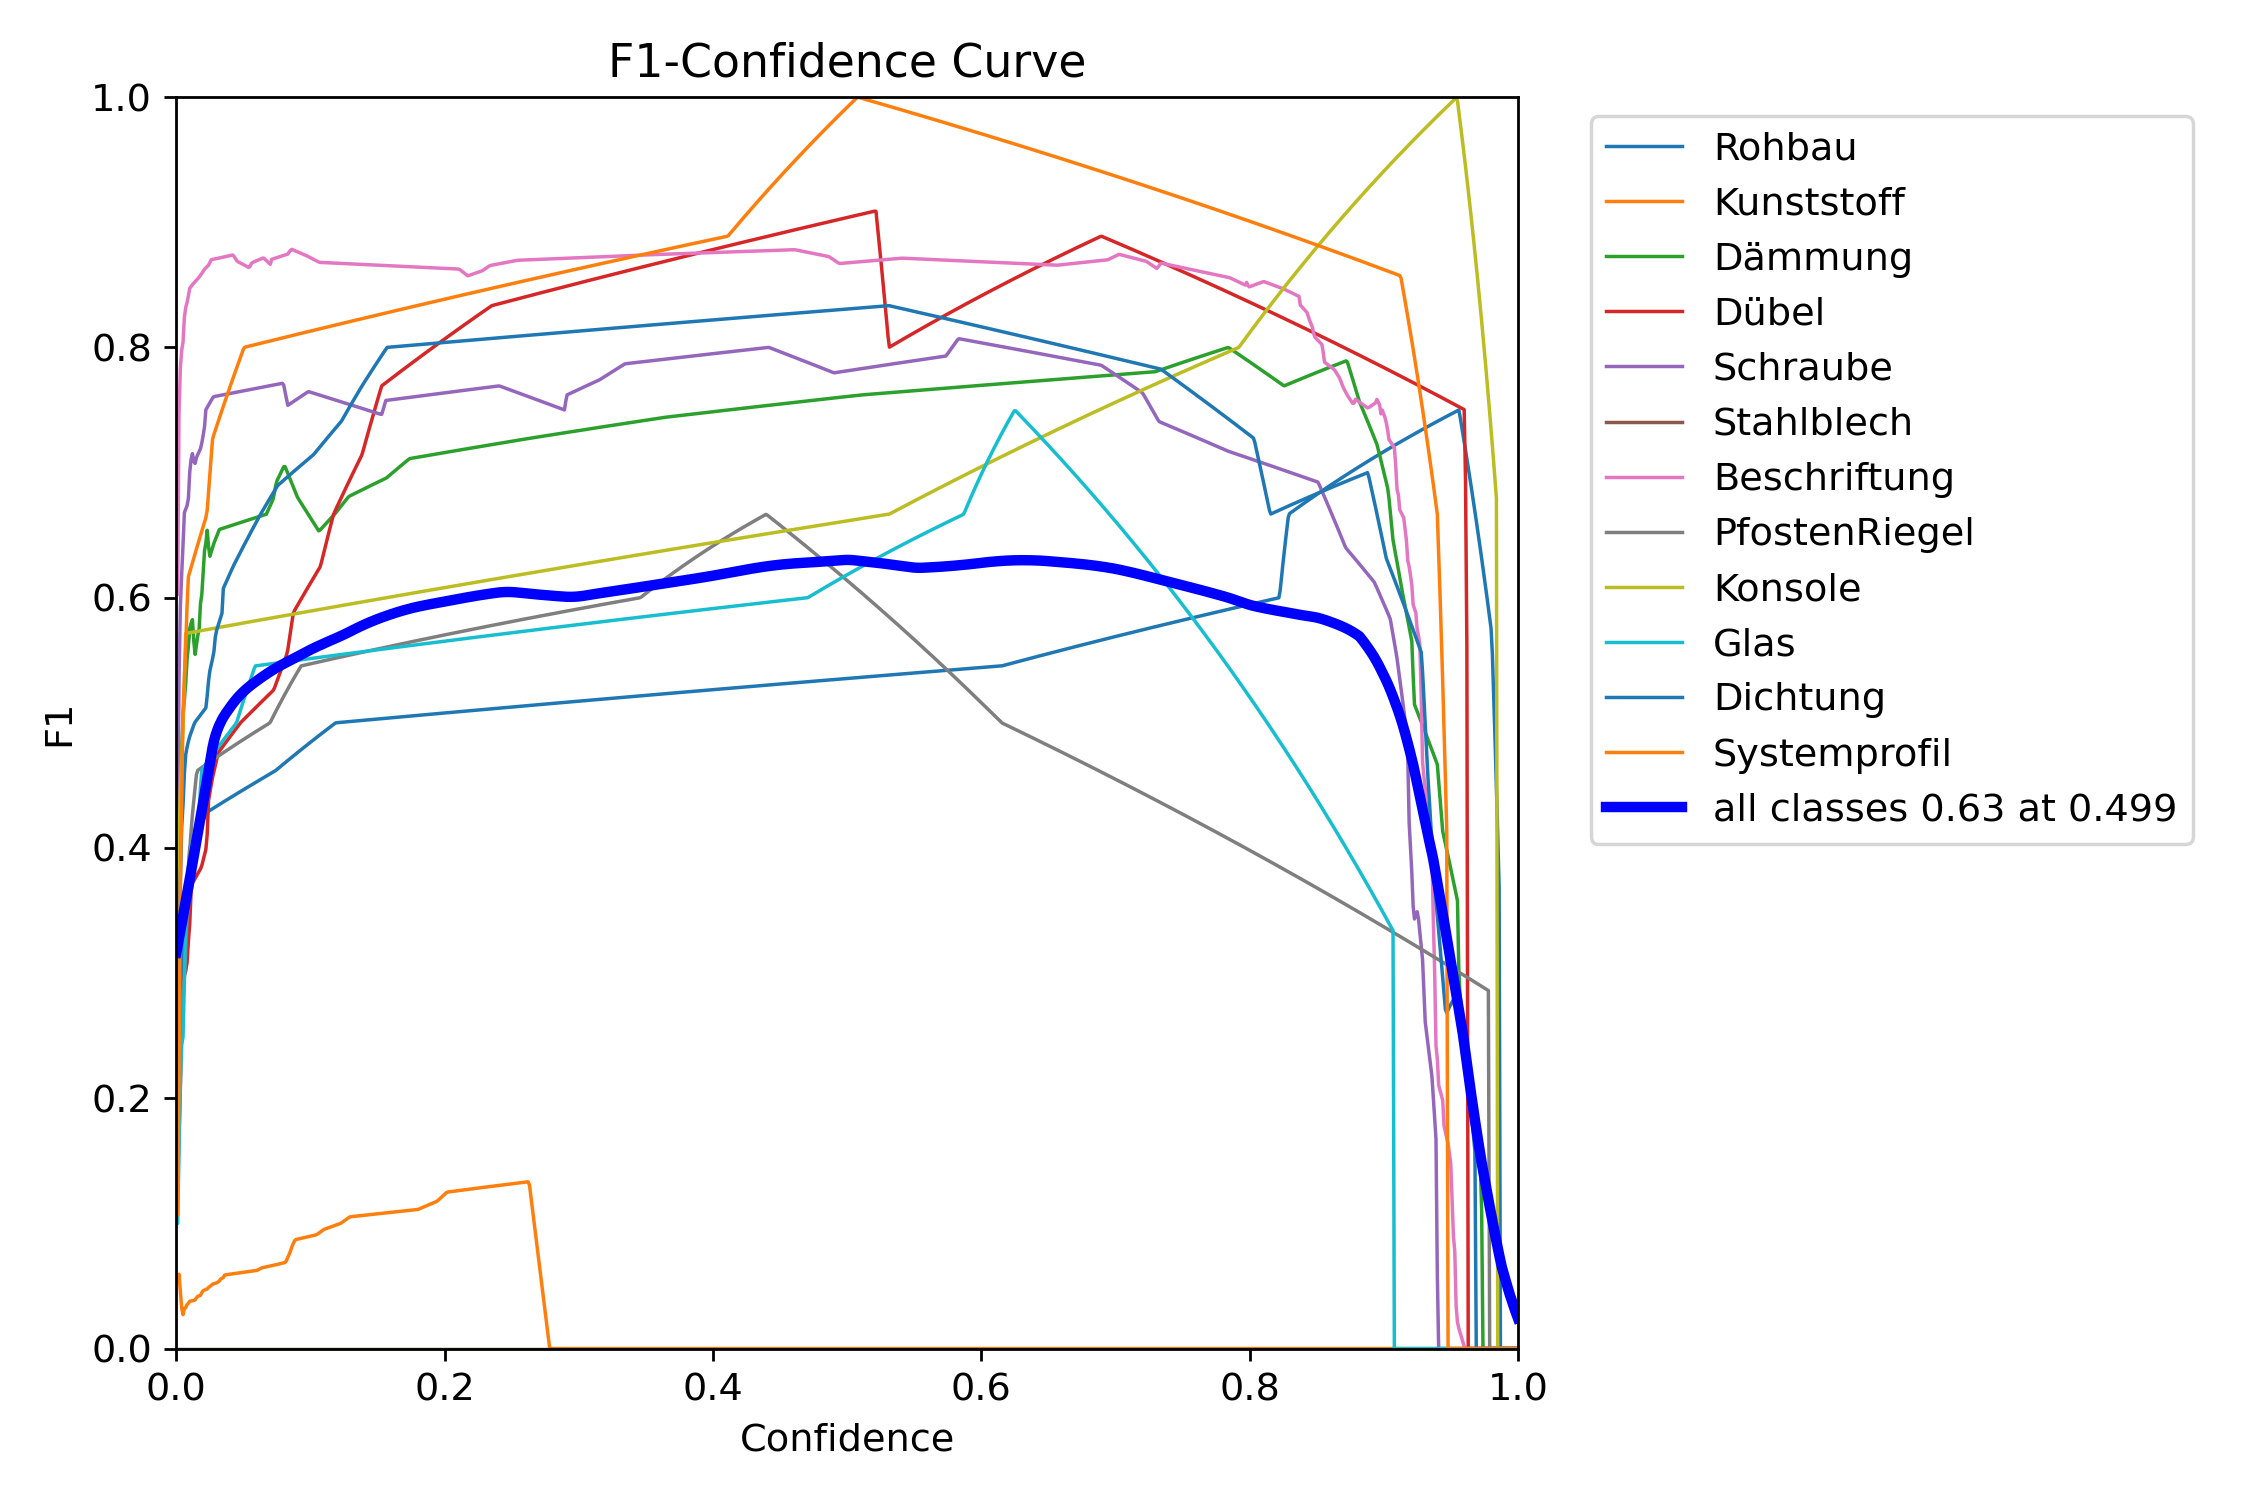 F1-Confidence Curve
1.0
0.8
0.6
0.4
0.2
0.0
F1
0.0 0.2 0.4 0.6 0.8 1.0
Confidence
Rohbau
Kunststoff
Dämmung
Dübel
Schraube
Stahlblech
Beschriftung
PfostenRiegel
Konsole
Glas
Dichtung
Systemprofil
all classes 0.63 at 0.499